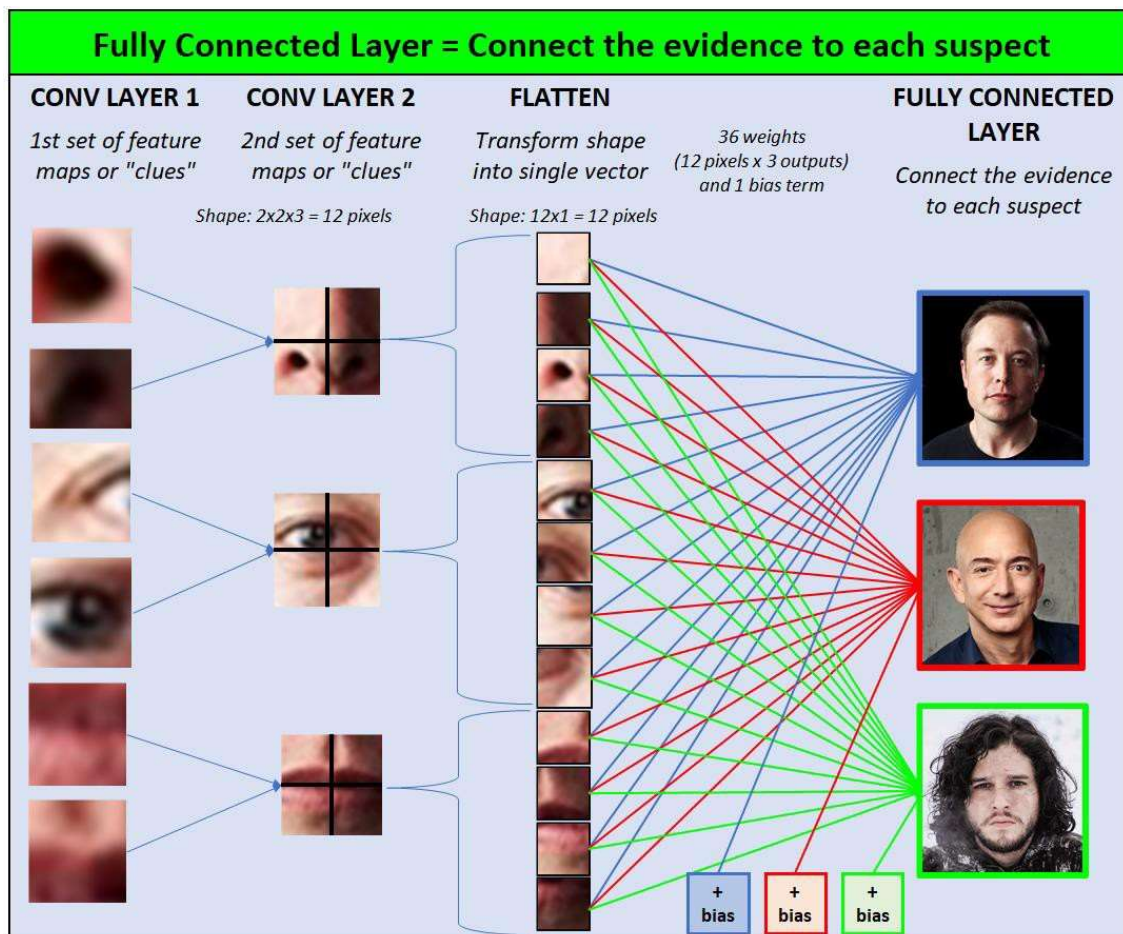 Fully Connected Layer = Connect the evidence to each suspect
CONV LAYER 1
1st set of feature
maps or "clues"
CONV LAYER 2
2nd set of feature
maps or "clues"
Shape: 2x2x3 = 12 pixels
FLATTEN
Transform shape
into single vector
Shape: 12x1 = 12 pixels
36 weights
(12 pixels x 3 outputs)
and 1 bias term
FULLY CONNECTED
LAYER
Connect the evidence
to each suspect
+
bias
+
bias
+
bias